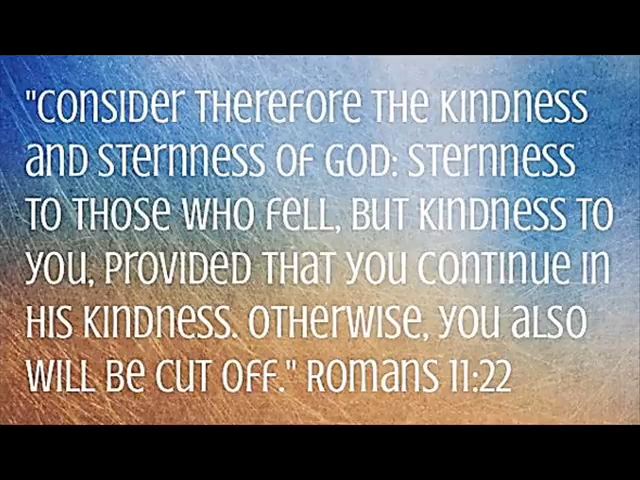 "Consider therefore the kindness
and sternness of God: sternness
to those who fell, but kindness to
you, provided that you continue in
his kindness. Otherwise, you also
will be cut off." Romans 11:22